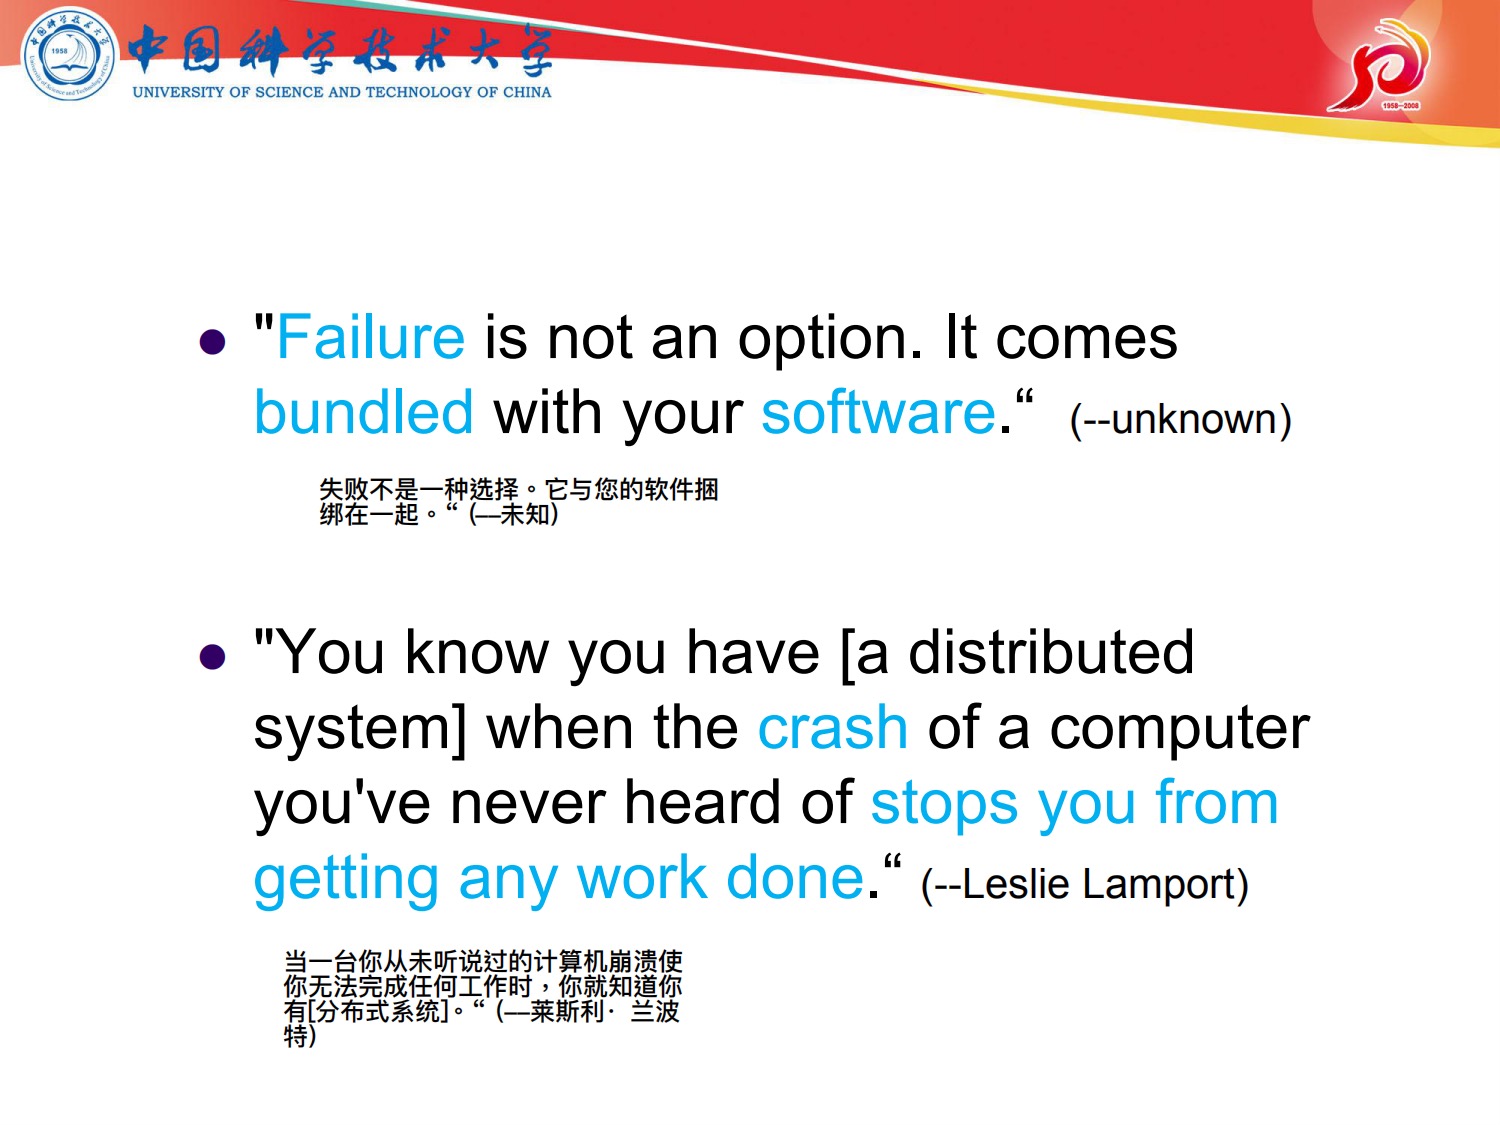 中国科学技术大学
1958
UNIVERSITY OF SCIENCE AND TECHNOLOGY OF CHINA
1958-2008
"Failure is not an option. It comes
bundled with your software.“ (--unknown)
失败不是一种选择。它与您的软件捆
绑在一起。“ (—未知)
"You know you have [a distributed
system] when the crash of a computer
you've never heard of stops you from
getting any work done.“ (--Leslie Lamport)
当一台你从未听说过的计算机崩溃使
你无法完成任何工作时，你就知道你
有[分布式系统]。“ (—莱斯利· 兰波
特)